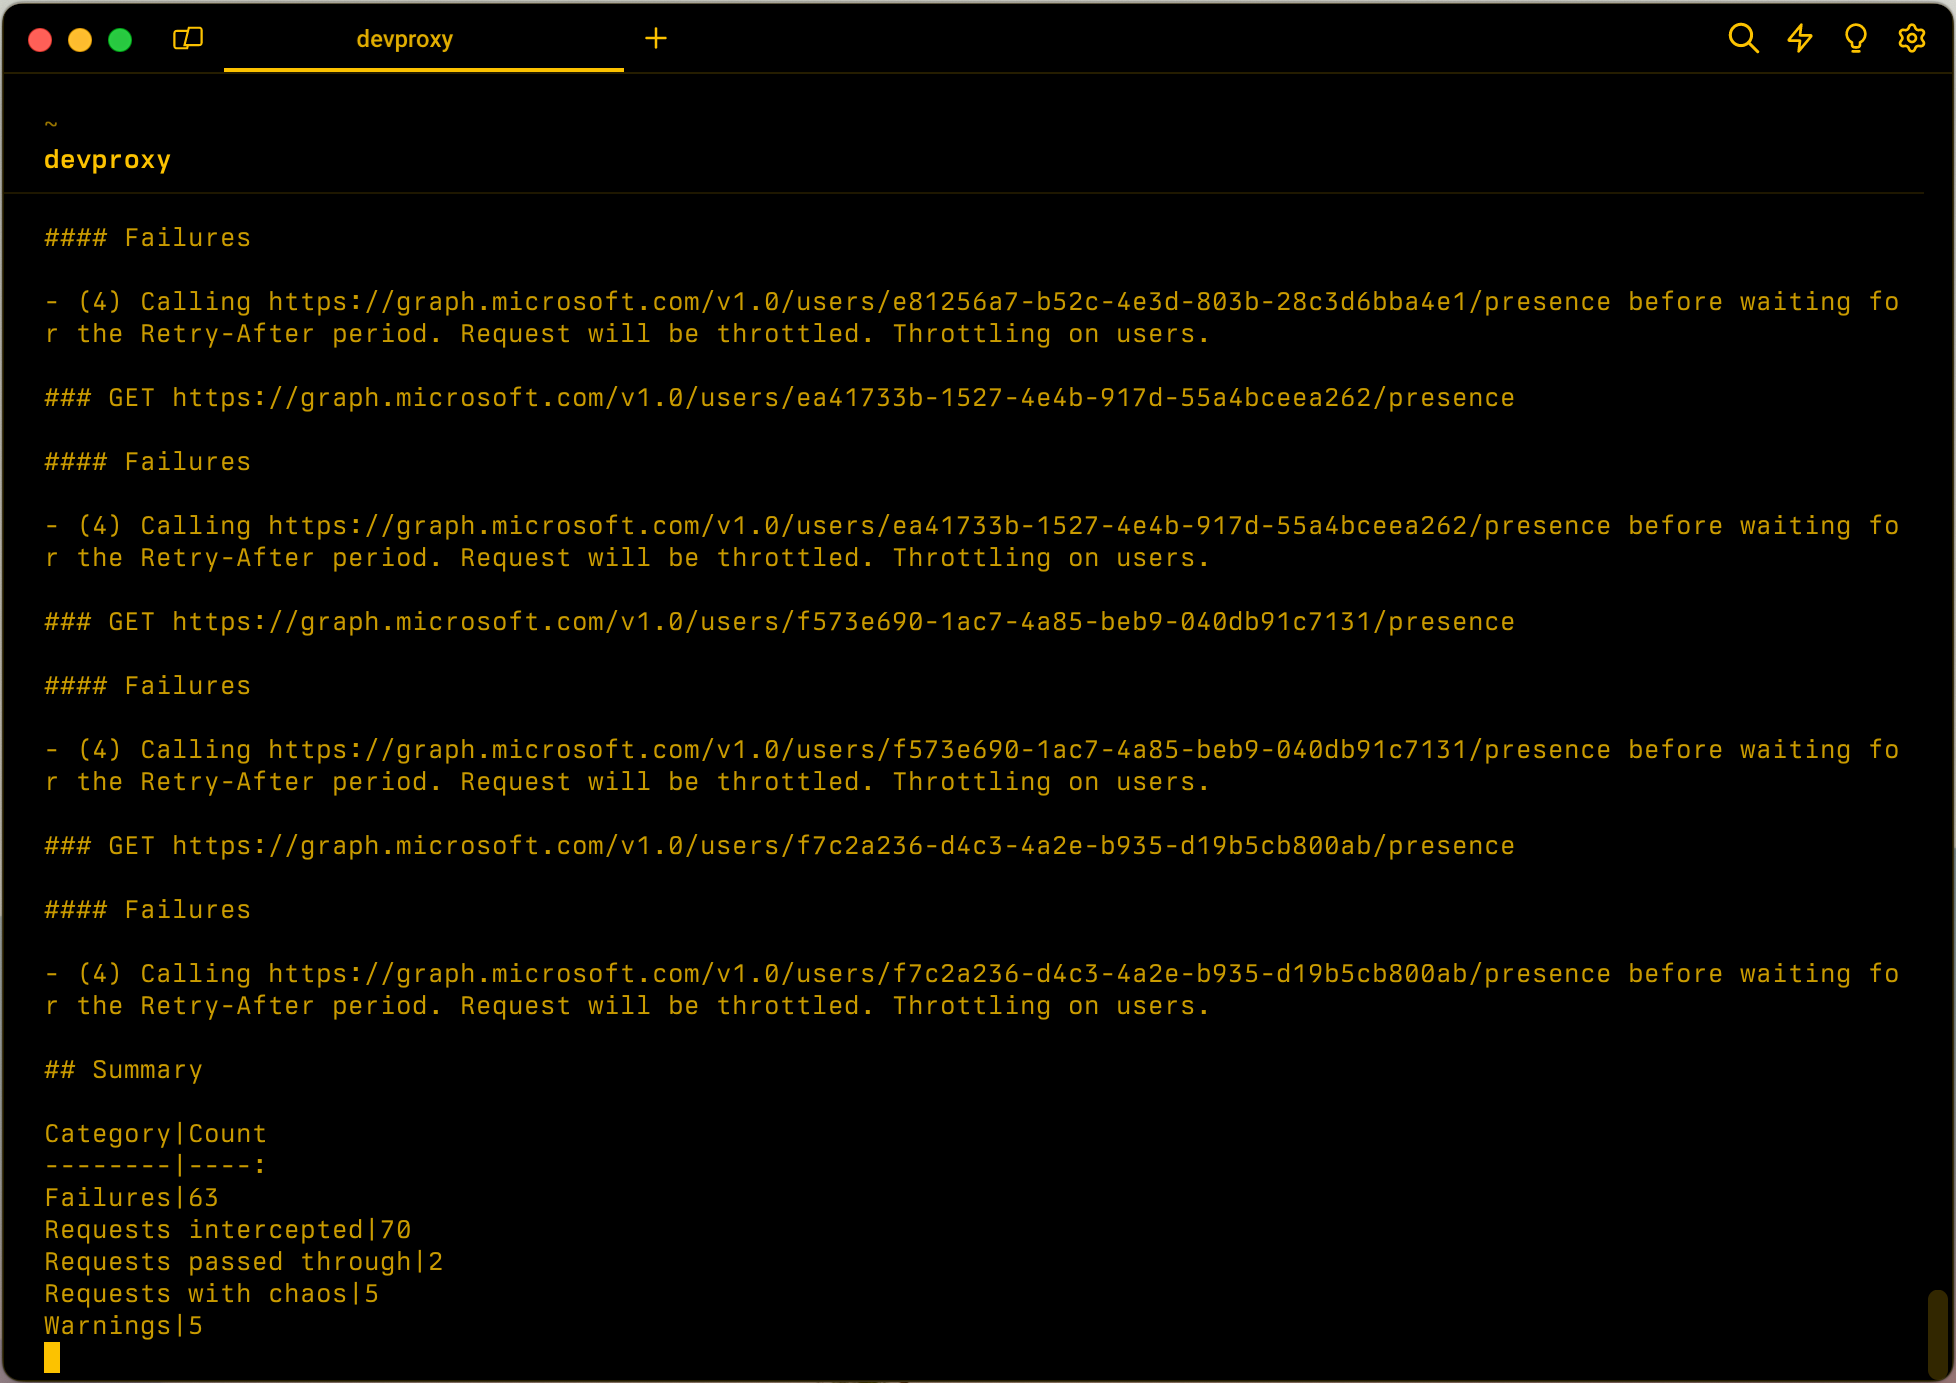 devproxy
~
devproxy
#### Failures
- (4) Calling https://graph.microsoft.com/v1.0/users/e81256a7-b52c-4e3d-803b-28c3d6bba4e1/presence before waiting fo
r the Retry-After period. Request will be throttled. Throttling on users.
### GET https://graph.microsoft.com/v1.0/users/ea41733b-1527-4e4b-917d-55a4bceea262/presence
#### Failures
- (4) Calling https://graph.microsoft.com/v1.0/users/ea41733b-1527-4e4b-917d-55a4bceea262/presence before waiting fo
r the Retry-After period. Request will be throttled. Throttling on users.
### GET https://graph.microsoft.com/v1.0/users/f573e690-1ac7-4a85-beb9-040db91c7131/presence
#### Failures
- (4) Calling https://graph.microsoft.com/v1.0/users/f573e690-1ac7-4a85-beb9-040db91c7131/presence before waiting fo
r the Retry-After period. Request will be throttled. Throttling on users.
### GET https://graph.microsoft.com/v1.0/users/f7c2a236-d4c3-4a2e-b935-d19b5cb800ab/presence
#### Failures
- (4) Calling https://graph.microsoft.com/v1.0/users/f7c2a236-d4c3-4a2e-b935-d19b5cb800ab/presence before waiting fo
r the Retry-After period. Request will be throttled. Throttling on users.
## Summary
Category|Count
--------|----:
Failures|63
Requests intercepted|70
Requests passed through|2
Requests with chaos|5
Warnings|5